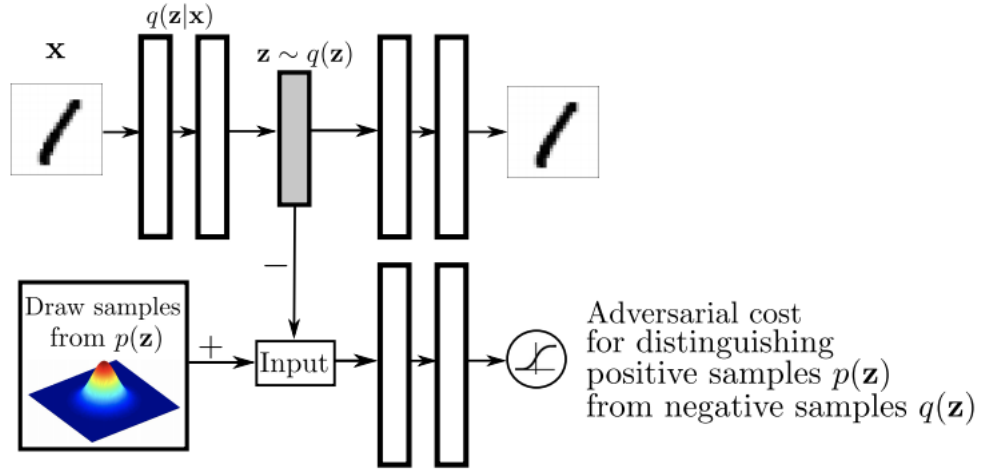 q(z|x)
x
z ∼ q(z)
−
Draw samples
from p(z)
+
Input
Adversarial cost
for distinguishing
positive samples p(z)
from negative samples q(z)